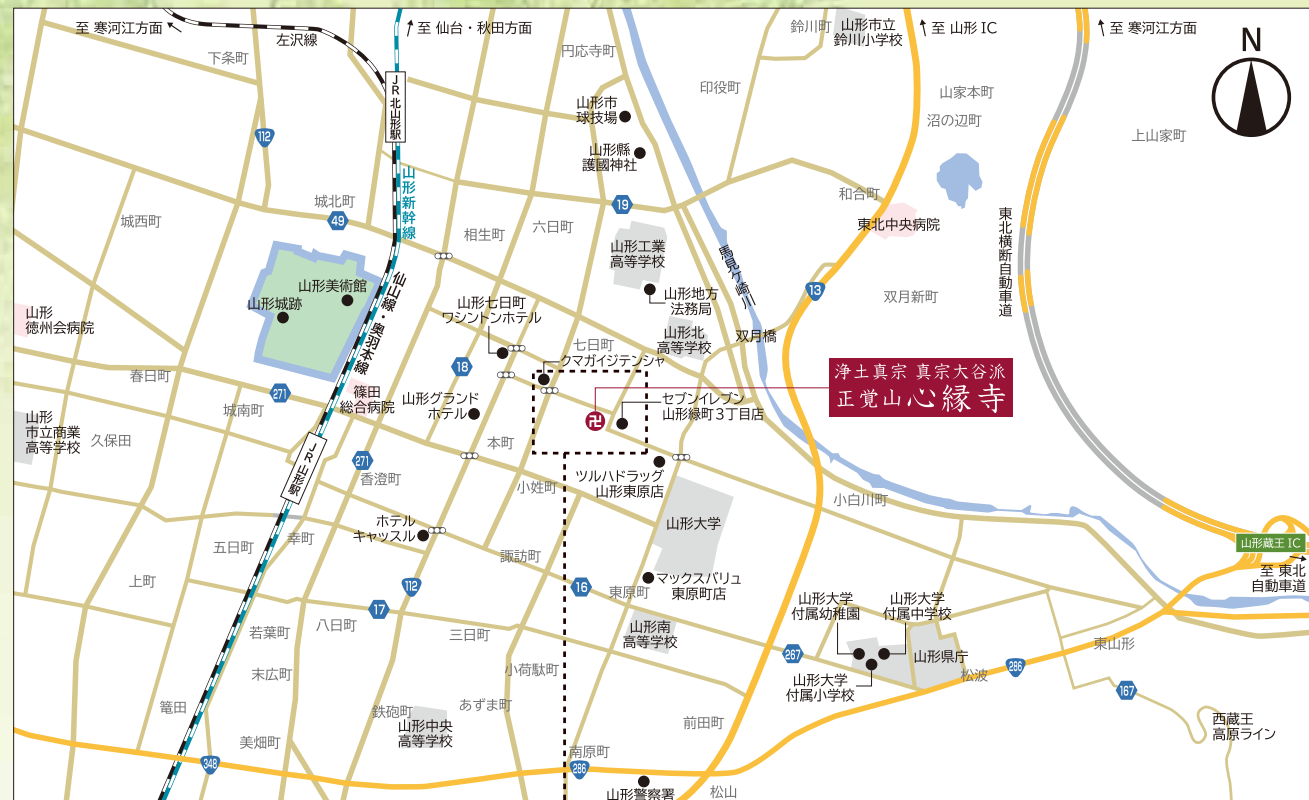 至 寒河江方面
左沢線
至 仙台・秋田方面
円応寺町
鈴川町
山形市立
鈴川小学校
至 山形 IC
至 寒河江方面
N
下条町
JR北山形駅
印役町
山家本町
沼の辺町
上山家町
山形市
球技場
山形縣
護國神社
112
山形新幹線
城北町
城西町
49
19
六日町
相生町
和合町
東北中央病院
東北横断自動車道
山形工業
高等学校
馬見ケ崎川
山形美術館
山形城跡
仙山線・奥羽本線
山形地方
法務局
13
双月新町
山形七日町
ワシントンホテル
山形
徳州会病院
山形北
高等学校
双月橋
七日町
クマガイジテンシャ
18
春日町
271
城南町
篠田
総合病院
山形グランド
ホテル
セブンイレブン
山形緑町3丁目店
卍
浄土真宗 真宗大谷派
正覚山 心縁寺
山形
市立商業
高等学校
久保田
本町
JR山形駅
271
香澄町
小姓町
ツルハドラッグ
山形東原店
小白川町
山形大学
ホテル
キャッスル
五日町
幸町
諏訪町
山形蔵王 IC
至 東北
自動車道
上町
112
16
東原町
マックスバリュ
東原町店
17
八日町
若葉町
三日町
山形南
高等学校
山形大学
付属幼稚園
山形大学
付属中学校
267
山形県庁
山形大学
付属小学校
松波
286
東山形
167
末広町
小荷駄町
篭田
鉄砲町
あずま町
山形中央
高等学校
前田町
西蔵王
高原ライン
美畑町
348
南原町
286
山形警察署
松山